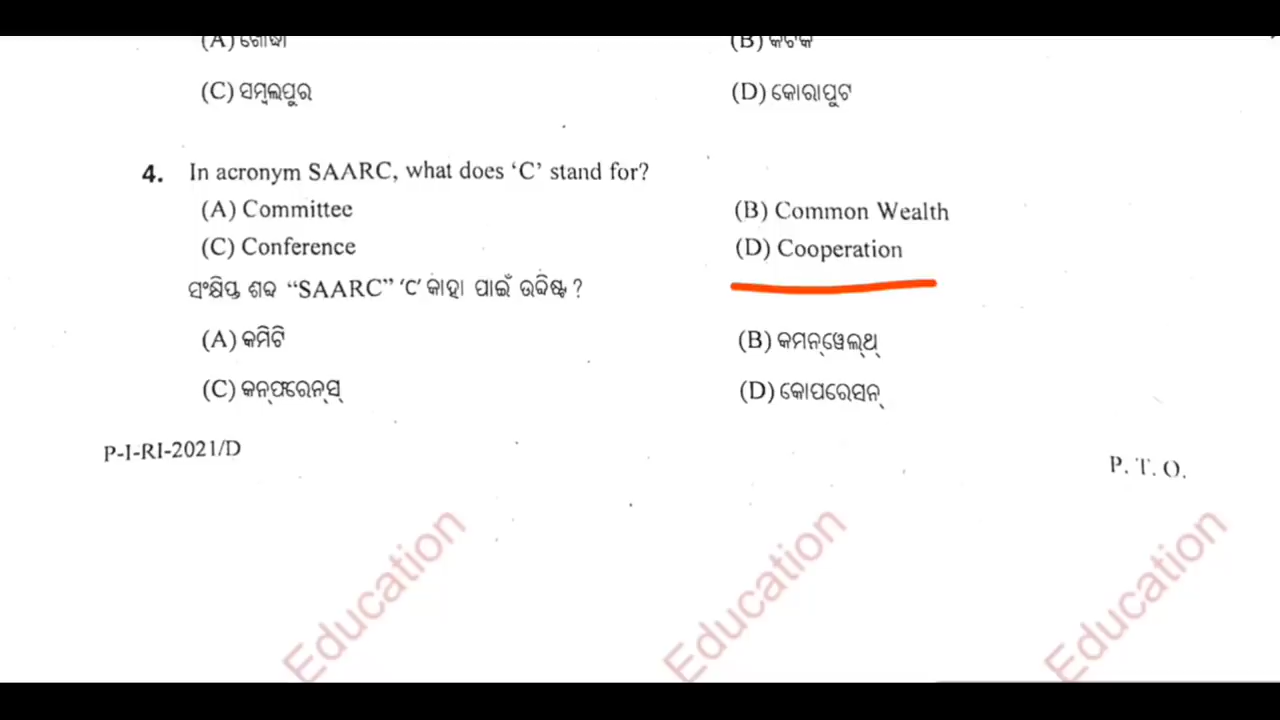 (A) ଖୋର୍ଦ୍ଧା (B) କଟକ
(C) ସମ୍ବଲପୁର (D) କୋରାପୁଟ
4. In acronym SAARC, what does ‘C’ stand for?
(A) Committee (B) Common Wealth
(C) Conference (D) Cooperation
ସଂକ୍ଷିପ୍ତ ଶବ୍ଦ “SAARC” ‘C’ କାହା ପାଇଁ ଉଦ୍ଦିଷ୍ଟ ?
(A) କମିଟି (B) କମନ୍‌ୱେଲ୍‌ଥ୍
(C) କନ୍‌ଫରେନ୍‌ସ୍ (D) କୋପରେସନ୍
P-I-RI-2021/D P. T. O.
Education Education Education